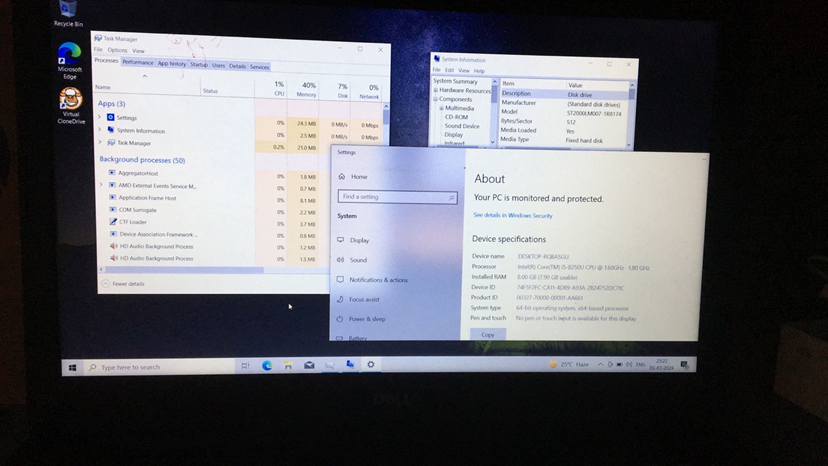 Recycle Bin
Microsoft
Edge
Virtual
CloneDrive
Task Manager
File Options View
Processes Performance App history Startup Users Details Services
1% 40% 7% 0%
Name Status CPU Memory Disk Network
Apps (3)
Settings 0% 24.3 MB 0 MB/s 0 Mbps
System Information 0% 2.5 MB 0 MB/s 0 Mbps
Task Manager 0.2% 21.0 MB 0 MB/s 0 Mbps
Background processes (50)
AggregatorHost 0% 1.8 MB
AMD External Events Service M... 0% 0.7 MB
Application Frame Host 0% 8.1 MB
COM Surrogate 0% 2.2 MB
CTF Loader 0% 3.7 MB
Device Association Framework ... 0% 0.8 MB
HD Audio Background Process 0% 1.2 MB
HD Audio Background Process 0% 1.5 MB
Fewer details
System Information
File Edit View Help
System Summary
Hardware Resources
Components
Multimedia
CD-ROM
Sound Device
Display
Infrared
Item Value
Description Disk drive
Manufacturer (Standard disk drives)
Model ST2000LM007-1R8174
Bytes/Sector 512
Media Loaded Yes
Media Type Fixed hard disk
Settings
Home
Find a setting
System
Display
Sound
Notifications & actions
Focus assist
Power & sleep
Battery
About
Your PC is monitored and protected.
See details in Windows Security
Device specifications
Device name
Processor Intel(R) Core(TM) i5-8250U CPU @ 1.60GHz 1.80 GHz
Installed RAM 8.00 GB (7.90 GB usable)
Device ID
Product ID 00327-70000-00001-AA661
System type 64-bit operating system, x64-based processor
Pen and touch No pen or touch input is available for this display
Copy
Type here to search
25°C Haze
ENG
23:22
DELL